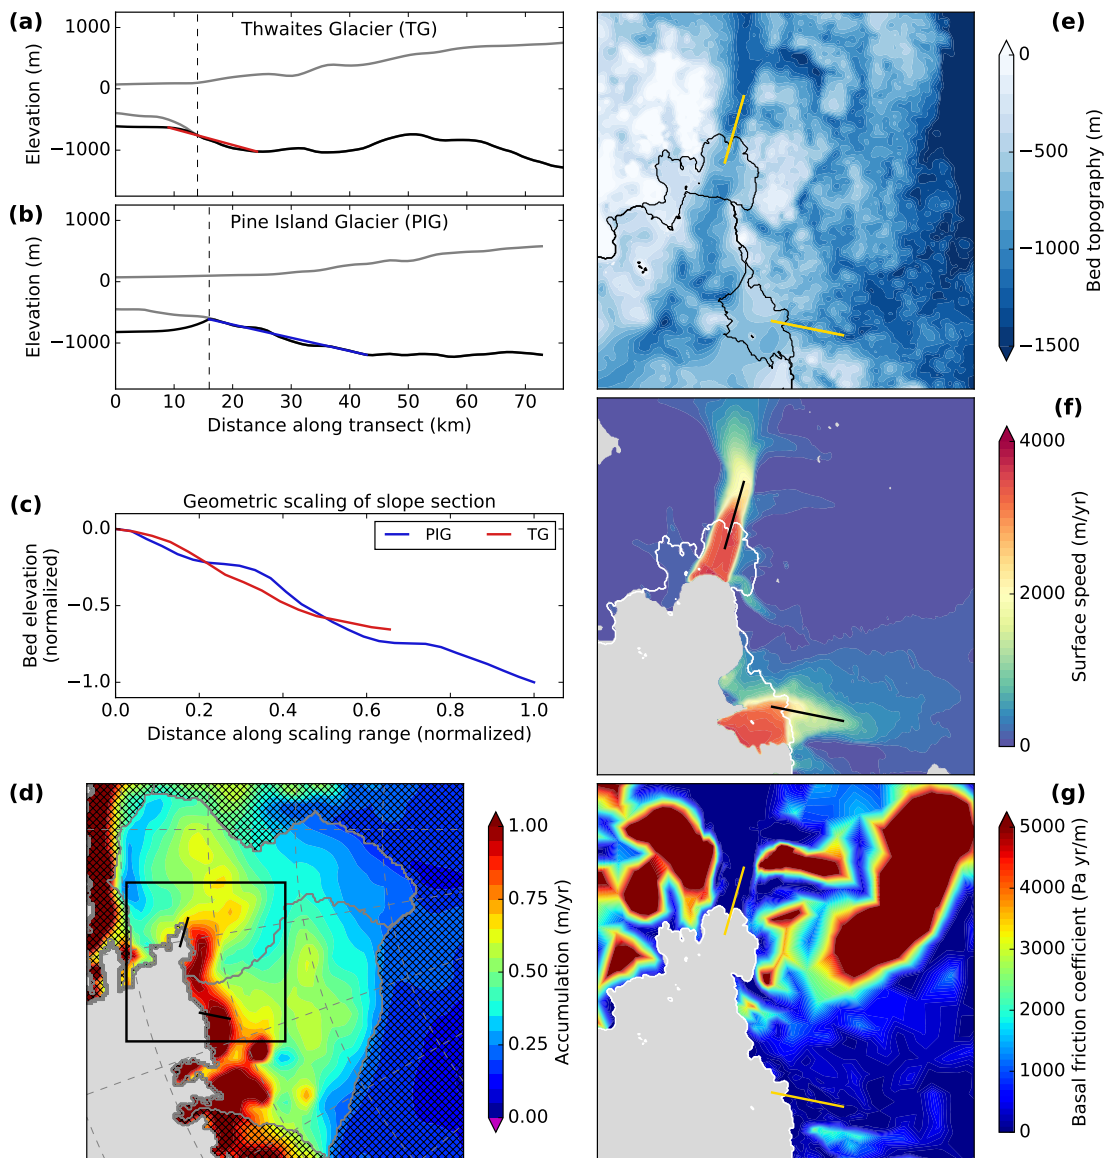 (a)
Thwaites Glacier (TG)
1000
0
−1000
Elevation (m)
(b)
Pine Island Glacier (PIG)
1000
0
−1000
Elevation (m)
0 10 20 30 40 50 60 70
Distance along transect (km)
(c)
Geometric scaling of slope section
PIG TG
0.0
−0.5
−1.0
Bed elevation
(normalized)
0.0 0.2 0.4 0.6 0.8 1.0
Distance along scaling range (normalized)
(d)
1.00
0.75
0.50
0.25
0.00
Accumulation (m/yr)
(e)
0
−500
−1000
−1500
Bed topography (m)
(f)
4000
2000
0
Surface speed (m/yr)
(g)
5000
4000
3000
2000
1000
0
Basal friction coefficient (Pa yr/m)